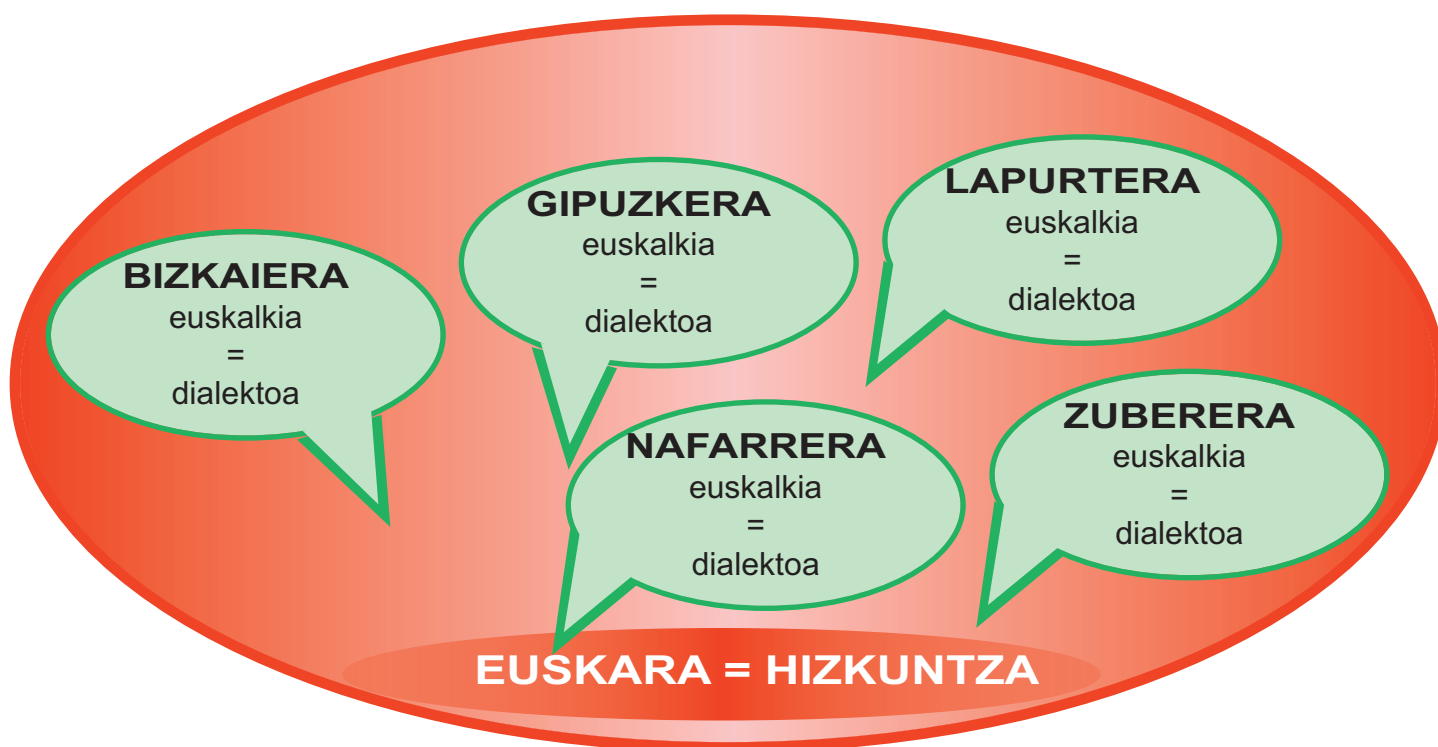 BIZKAIERA
euskalkia
=
dialektoa
GIPUZKERA
euskalkia
=
dialektoa
LAPURTERA
euskalkia
=
dialektoa
NAFARRERA
euskalkia
=
dialektoa
ZUBERERA
euskalkia
=
dialektoa
EUSKARA = HIZKUNTZA